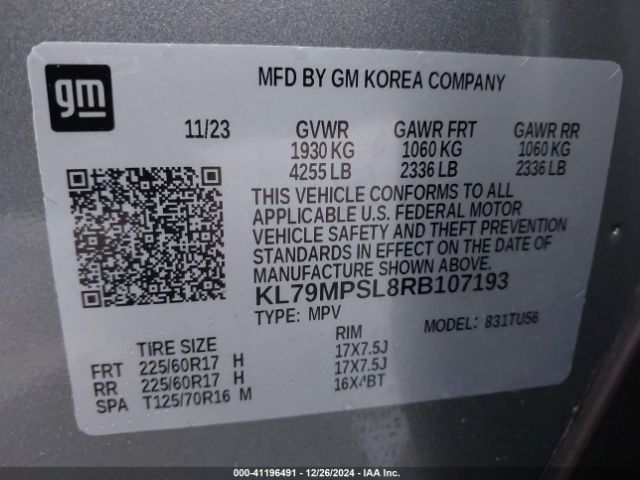 gm
MFD BY GM KOREA COMPANY
11/23 GVWR GAWR FRT GAWR RR
1930 KG 1060 KG 1060 KG
4255 LB 2336 LB 2336 LB
THIS VEHICLE CONFORMS TO ALL
APPLICABLE U.S. FEDERAL MOTOR
VEHICLE SAFETY AND THEFT PREVENTION
STANDARDS IN EFFECT ON THE DATE OF
MANUFACTURE SHOWN ABOVE.
KL79MPSL8RB107193
TYPE: MPV MODEL: 831TU56
TIRE SIZE RIM
FRT 225/60R17 H 17X7.5J
RR 225/60R17 H 17X7.5J
SPA T125/70R16 M 16X4BT
000-41196491 - 12/26/2024 - IAAI.CA